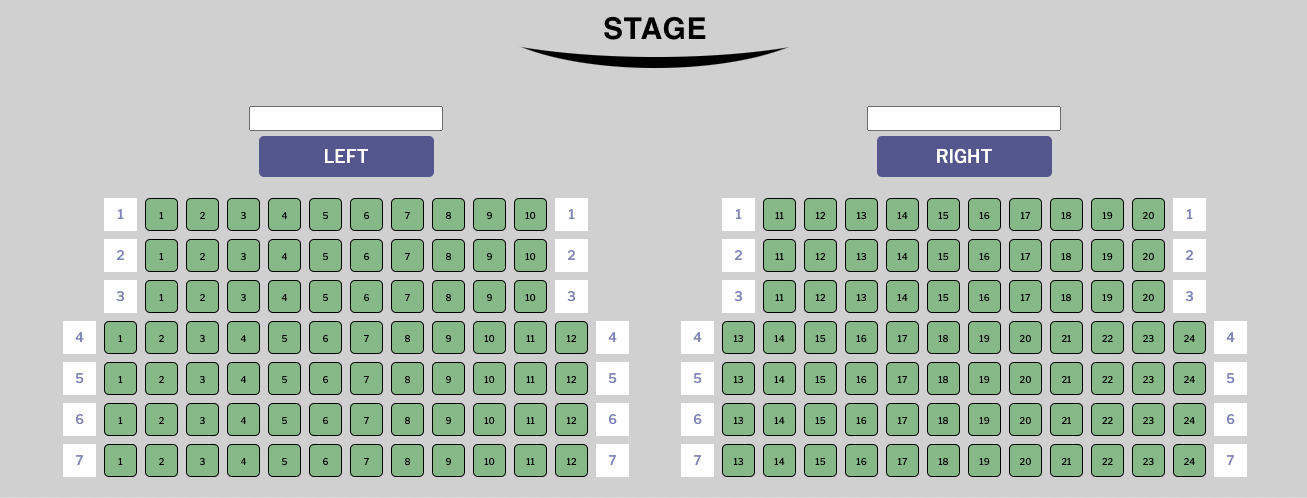 STAGE
LEFT RIGHT
1 1 2 3 4 5 6 7 8 9 10 1 1 11 12 13 14 15 16 17 18 19 20 1
2 1 2 3 4 5 6 7 8 9 10 2 2 11 12 13 14 15 16 17 18 19 20 2
3 1 2 3 4 5 6 7 8 9 10 3 3 11 12 13 14 15 16 17 18 19 20 3
4 1 2 3 4 5 6 7 8 9 10 11 12 4 4 13 14 15 16 17 18 19 20 21 22 23 24 4
5 1 2 3 4 5 6 7 8 9 10 11 12 5 5 13 14 15 16 17 18 19 20 21 22 23 24 5
6 1 2 3 4 5 6 7 8 9 10 11 12 6 6 13 14 15 16 17 18 19 20 21 22 23 24 6
7 1 2 3 4 5 6 7 8 9 10 11 12 7 7 13 14 15 16 17 18 19 20 21 22 23 24 7